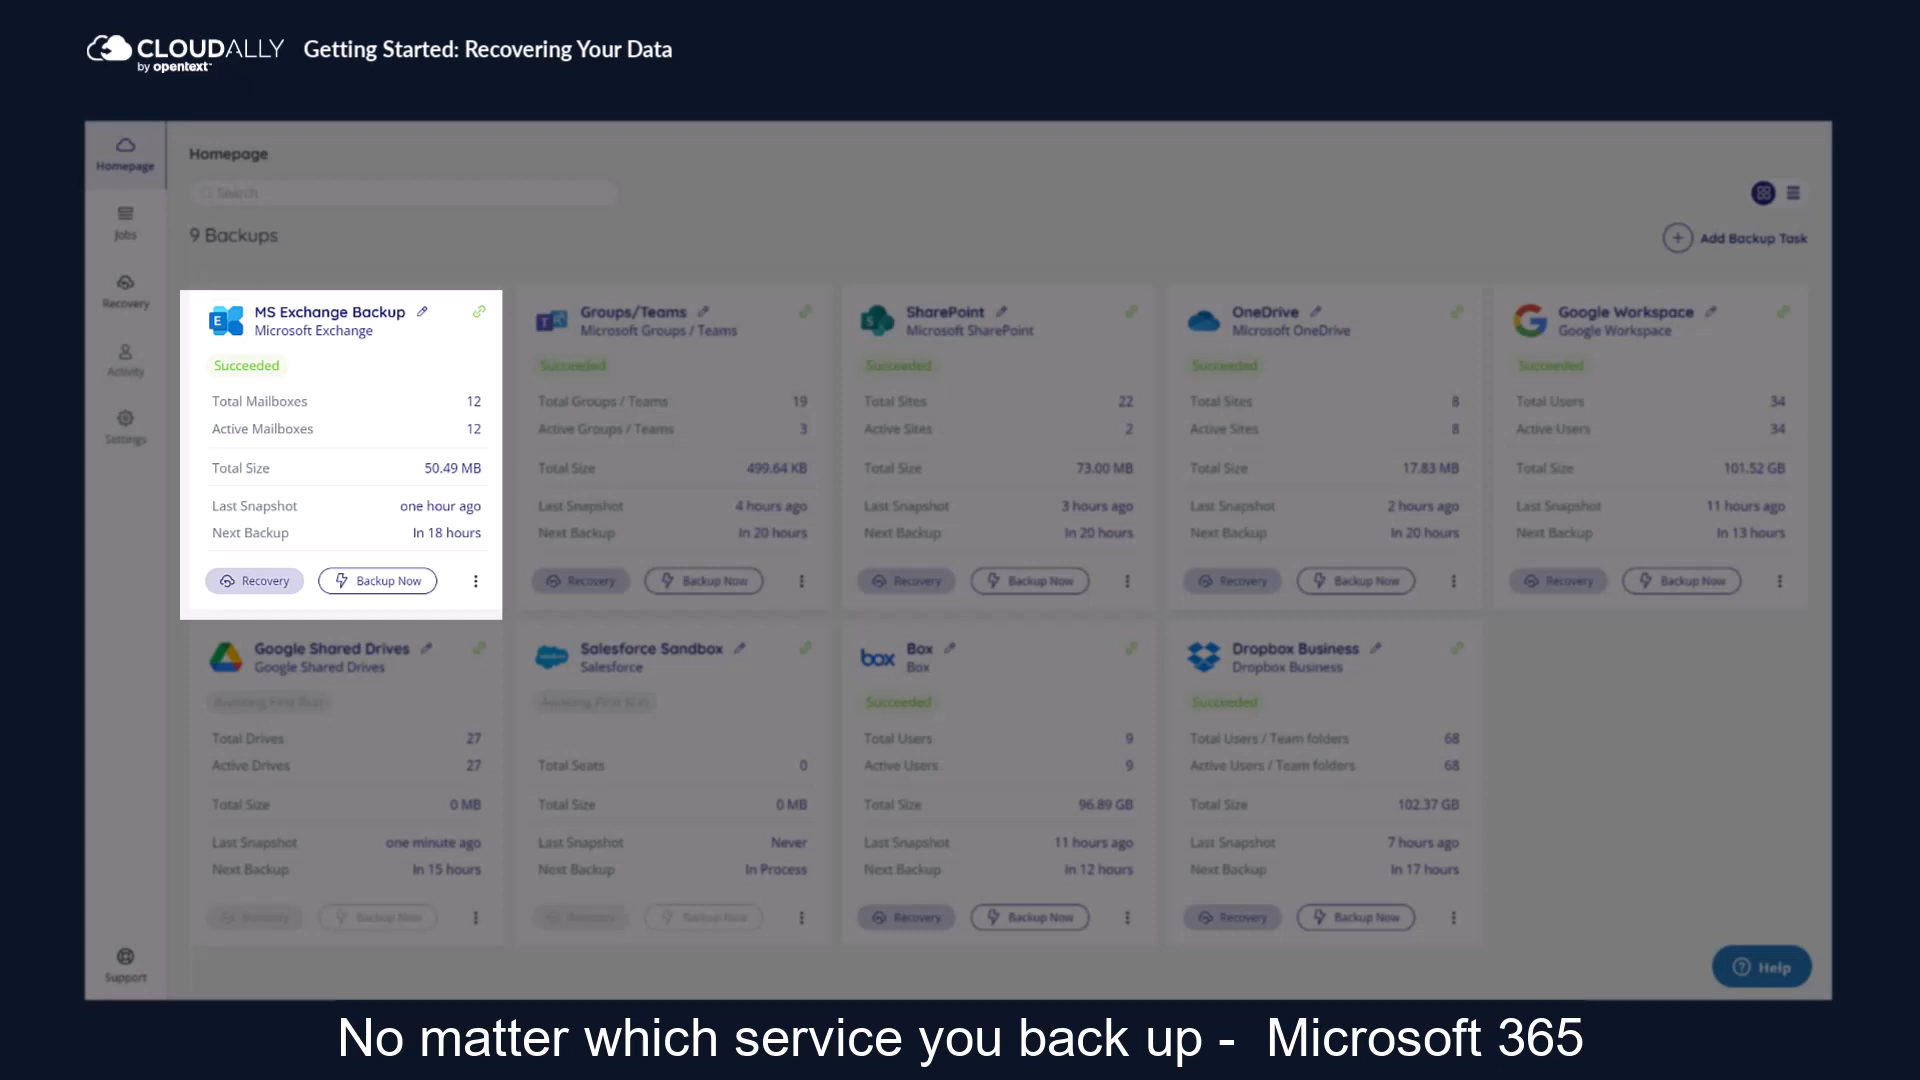 CLOUDALLY
by opentext™
Getting Started: Recovering Your Data
Homepage
Jobs
Recovery
Activity
Settings
Support
Homepage
Search
9 Backups
Add Backup Task
MS Exchange Backup
Microsoft Exchange
Succeeded
Total Mailboxes 12
Active Mailboxes 12
Total Size 50.49 MB
Last Snapshot one hour ago
Next Backup In 18 hours
Recovery Backup Now
Groups/Teams
Microsoft Groups / Teams
Succeeded
Total Groups / Teams 19
Active Groups / Teams 3
Total Size 499.64 KB
Last Snapshot 4 hours ago
Next Backup In 20 hours
Recovery Backup Now
SharePoint
Microsoft SharePoint
Succeeded
Total Sites 22
Active Sites 2
Total Size 73.00 MB
Last Snapshot 3 hours ago
Next Backup In 20 hours
Recovery Backup Now
OneDrive
Microsoft OneDrive
Succeeded
Total Sites 8
Active Sites 8
Total Size 17.83 MB
Last Snapshot 2 hours ago
Next Backup In 20 hours
Recovery Backup Now
Google Workspace
Google Workspace
Succeeded
Total Users 34
Active Users 34
Total Size 101.52 GB
Last Snapshot 11 hours ago
Next Backup In 13 hours
Recovery Backup Now
Google Shared Drives
Google Shared Drives
Awaiting First Run
Total Drives 27
Active Drives 27
Total Size 0 MB
Last Snapshot one minute ago
Next Backup In 15 hours
Recovery Backup Now
Salesforce Sandbox
Salesforce
Awaiting First Run
Total Seats 0
Total Size 0 MB
Last Snapshot Never
Next Backup In Process
Recovery Backup Now
box
Box
Box
Succeeded
Total Users 9
Active Users 9
Total Size 96.89 GB
Last Snapshot 11 hours ago
Next Backup In 12 hours
Recovery Backup Now
Dropbox Business
Dropbox Business
Succeeded
Total Users / Team folders 68
Active Users / Team folders 68
Total Size 102.37 GB
Last Snapshot 7 hours ago
Next Backup In 17 hours
Recovery Backup Now
Help
No matter which service you back up - Microsoft 365